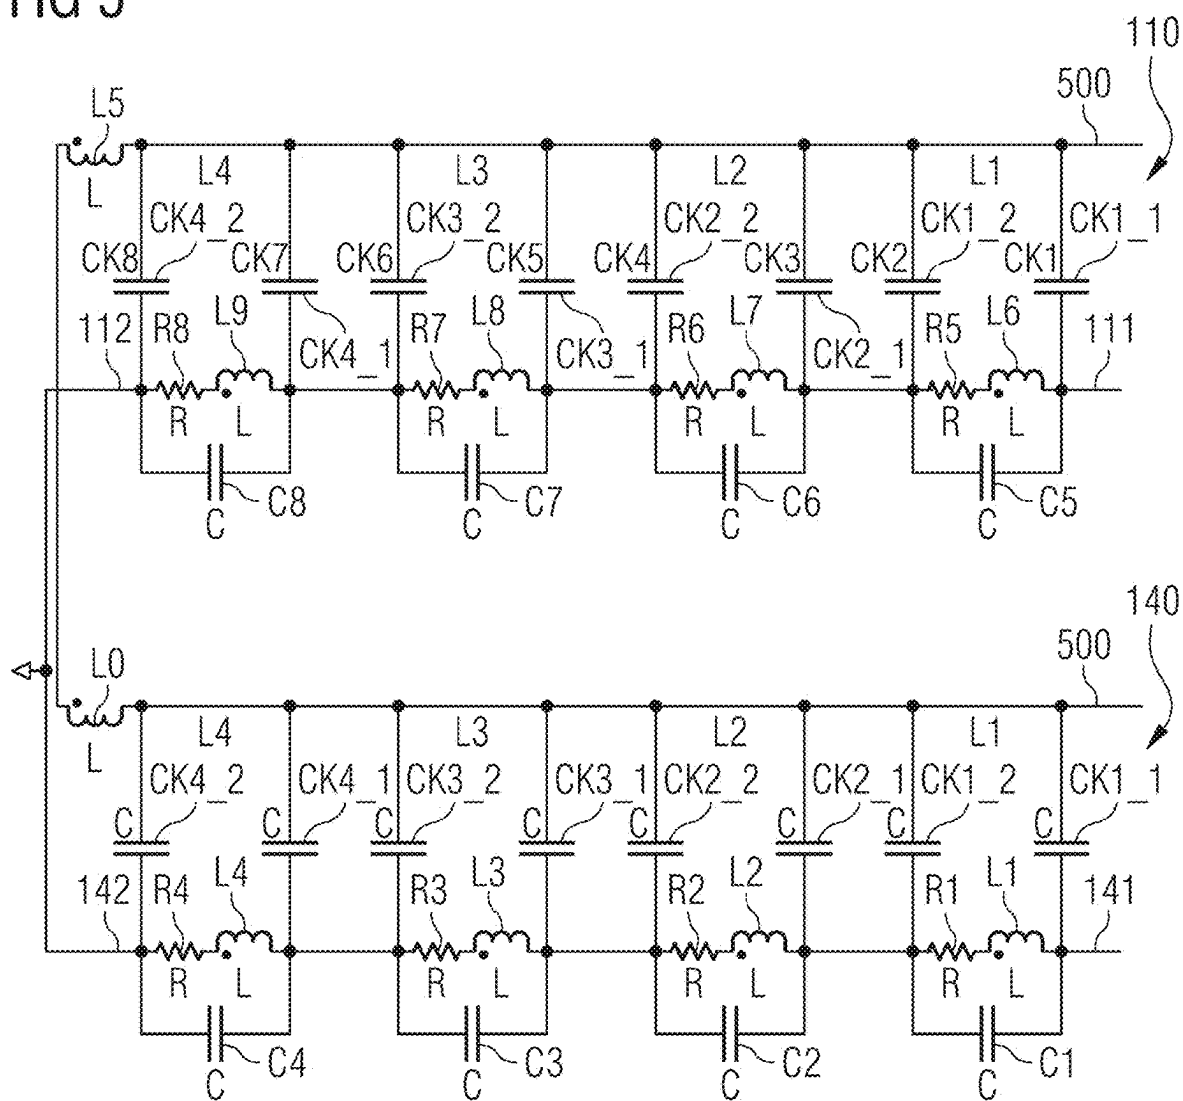 FIG 5
110
500
L5
L4 L3 L2 L1
L
CK4_2 CK3_2 CK2_2 CK1_2 CK1_1
CK8 CK7 CK6 CK5 CK4 CK3 CK2 CK1
112 R8 L9 R7 L8 R6 L7 R5 L6 111
CK4_1 CK3_1 CK2_1
R L R L R L R L
C8 C7 C6 C5
C C C C
140
500
L0
L4 L3 L2 L1
L
CK4_2 CK4_1 CK3_2 CK3_1 CK2_2 CK2_1 CK1_2 CK1_1
C C C C C C C C
142 R4 L4 R3 L3 R2 L2 R1 L1 141
R L R L R L R L
C4 C3 C2 C1
C C C C